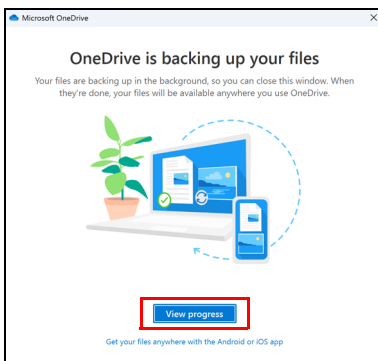 Microsoft OneDrive
OneDrive is backing up your files
Your files are backing up in the background, so you can close this window. When
they're done, your files will be available anywhere you use OneDrive.
View progress
Get your files anywhere with the Android or iOS app